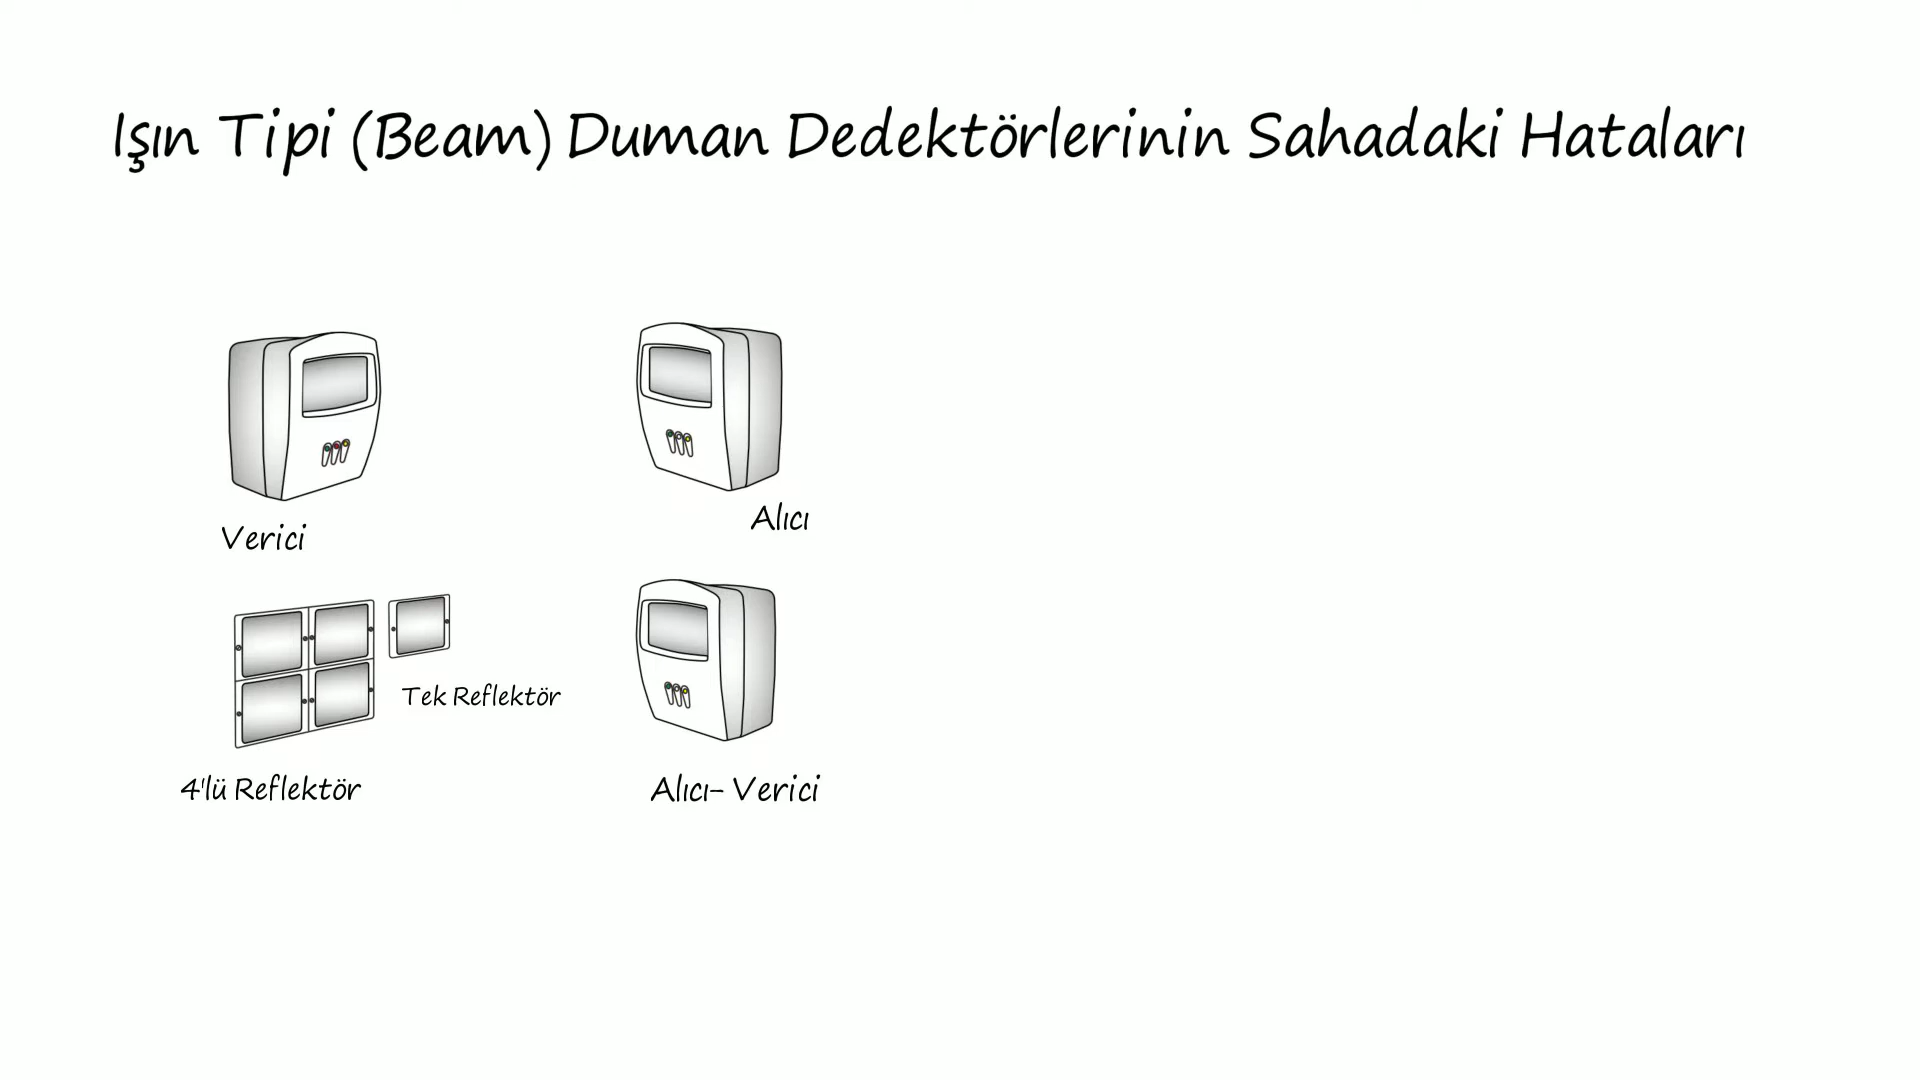 Işın Tipi (Beam) Duman Dedektörlerinin Sahadaki Hataları
Verici
Alıcı
Tek Reflektör
4'lü Reflektör
Alıcı- Verici